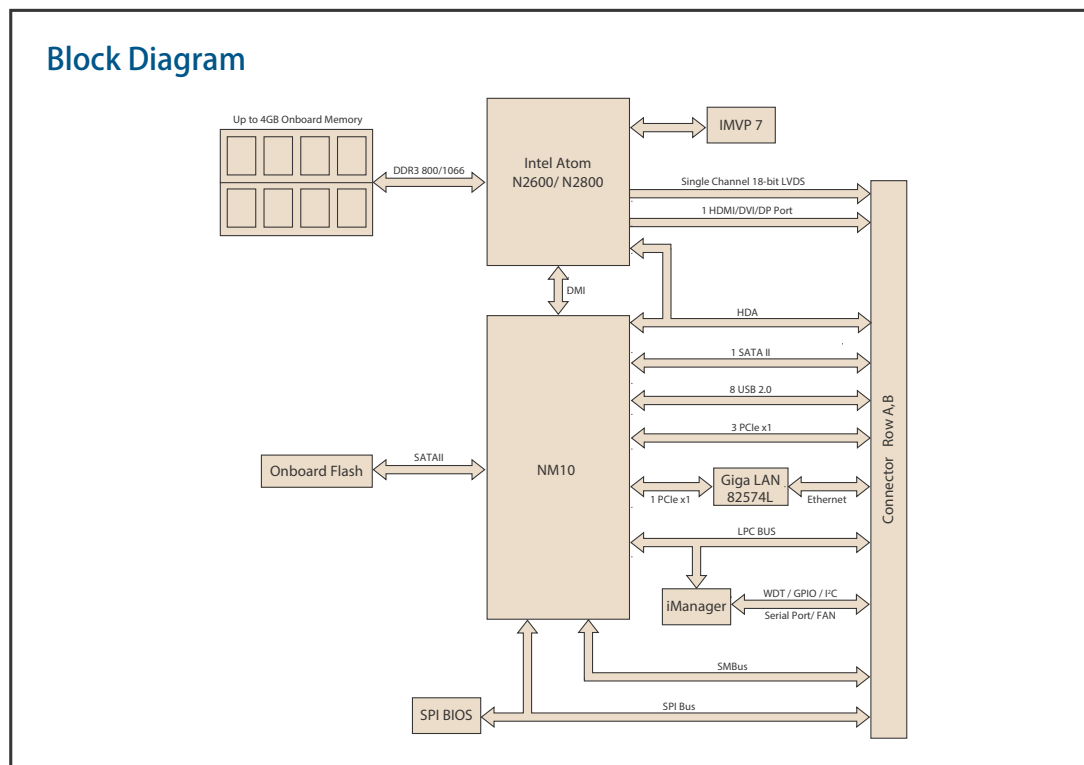 Block Diagram
Up to 4GB Onboard Memory
DDR3 800/1066
Intel Atom
N2600/ N2800
IMVP 7
Single Channel 18-bit LVDS
1 HDMI/DVI/DP Port
DMI
HDA
1 SATA II
8 USB 2.0
3 PCIe x1
Onboard Flash
SATAII
NM10
1 PCIe x1
Giga LAN
82574L
Ethernet
LPC BUS
iManager
WDT / GPIO / I²C
Serial Port/ FAN
SMBus
SPI BIOS
SPI Bus
Connector Row A,B